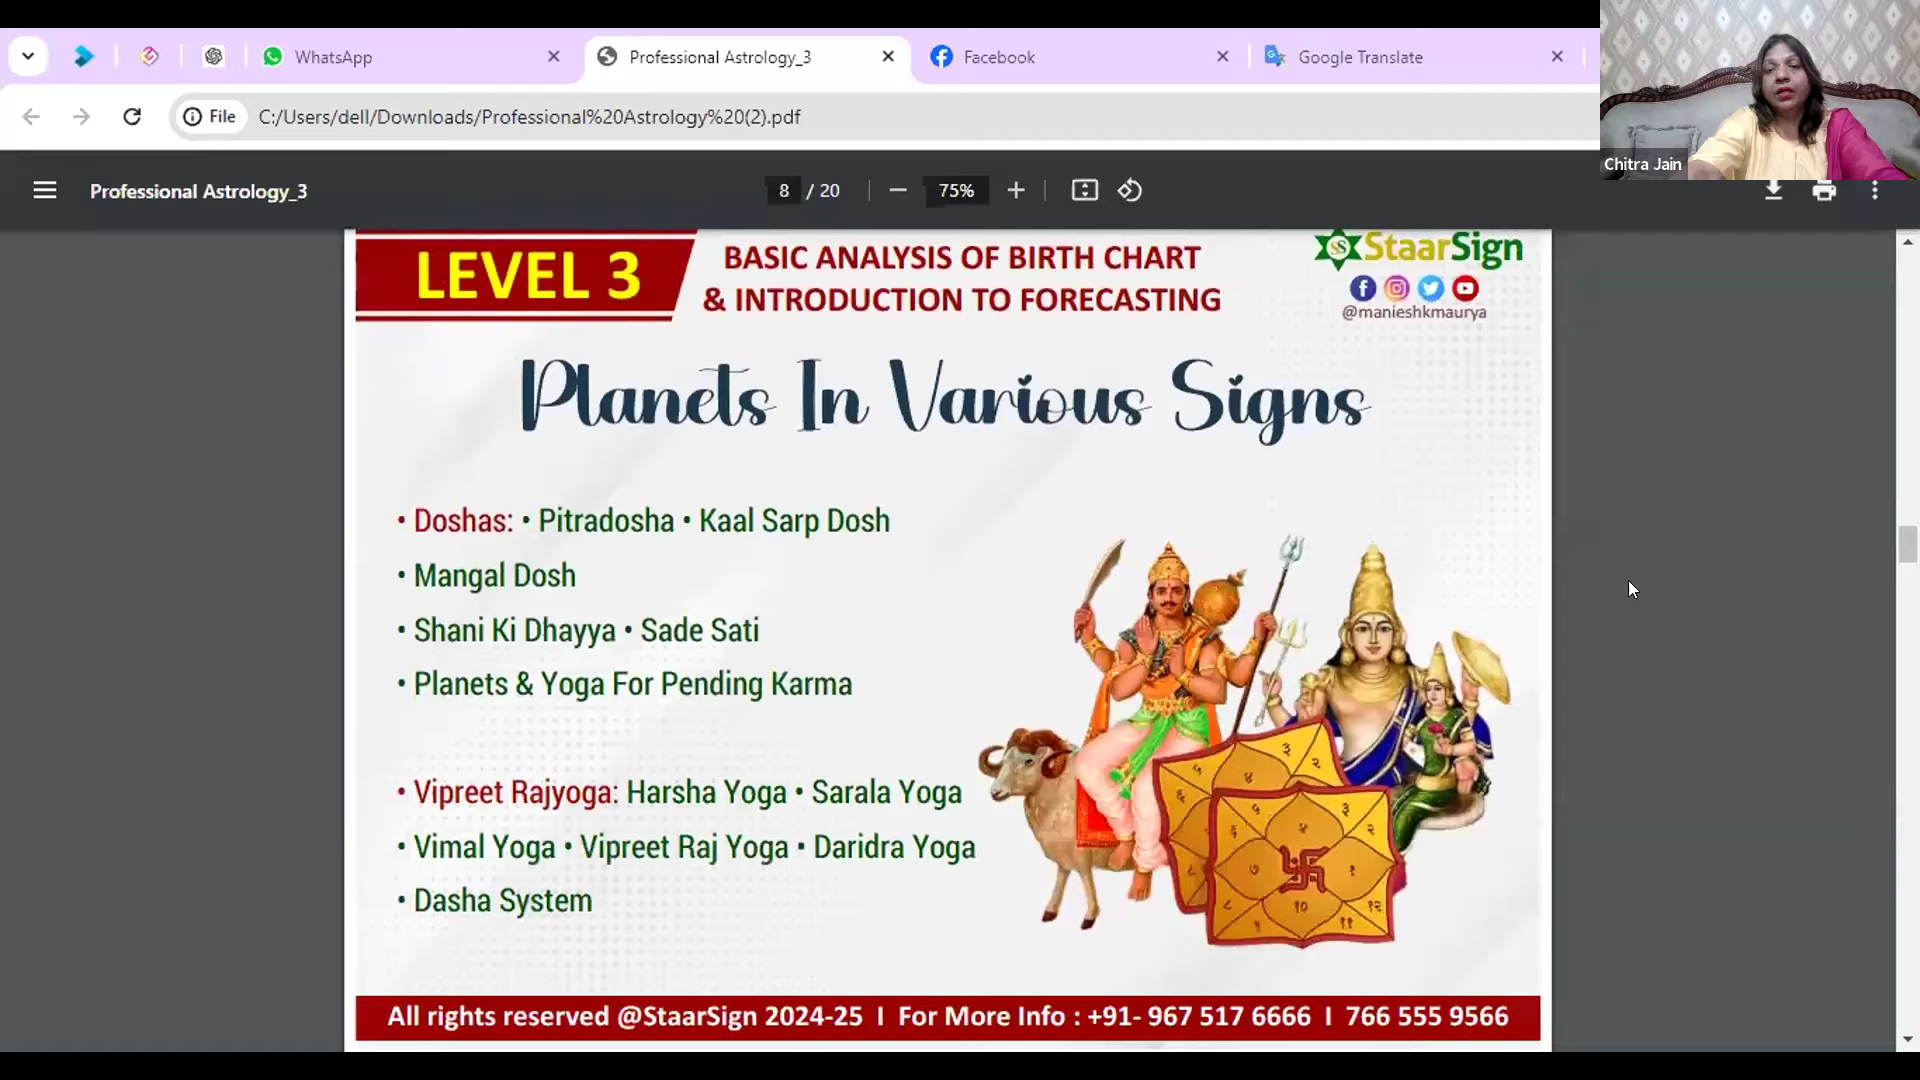 WhatsApp
Professional Astrology_3
Facebook
Google Translate
File
C:/Users/dell/Downloads/Professional%20Astrology%20(2).pdf
Chitra Jain
Professional Astrology_3
8 / 20
75%
LEVEL 3
BASIC ANALYSIS OF BIRTH CHART
& INTRODUCTION TO FORECASTING
SS StaarSign
@manieshkmaurya
Planets In Various Signs
• Doshas: • Pitradosha • Kaal Sarp Dosh
• Mangal Dosh
• Shani Ki Dhayya • Sade Sati
• Planets & Yoga For Pending Karma
• Vipreet Rajyoga: Harsha Yoga • Sarala Yoga
• Vimal Yoga • Vipreet Raj Yoga • Daridra Yoga
• Dasha System
All rights reserved @StaarSign 2024-25 I For More Info : +91- 967 517 6666 I 766 555 9566